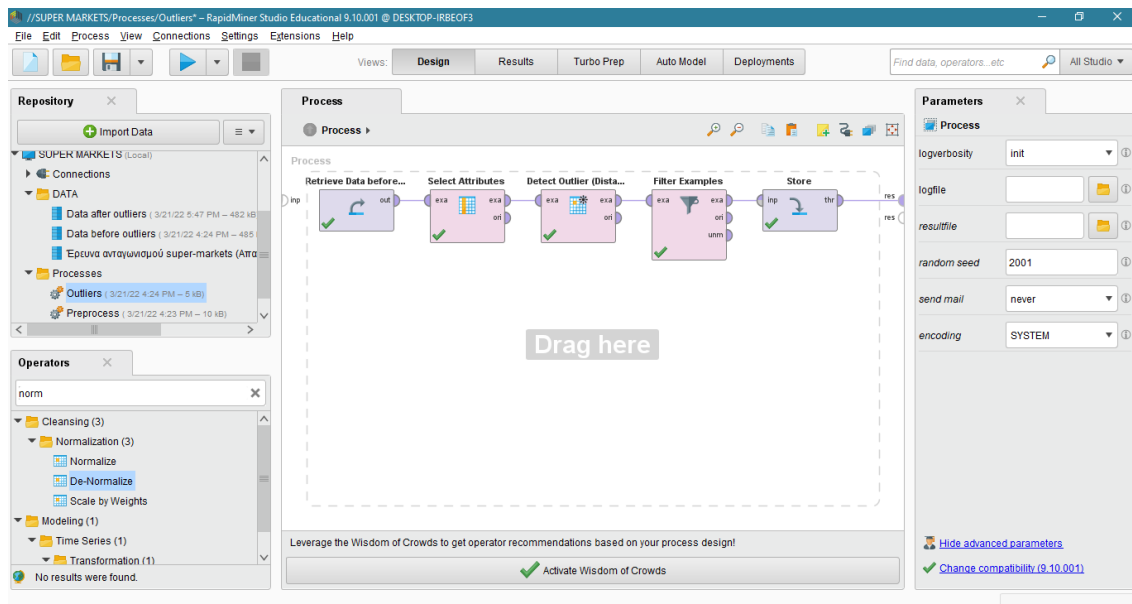 //SUPER MARKETS/Processes/Outliers* – RapidMiner Studio Educational 9.10.001 @ DESKTOP-IRBEOF3
File Edit Process View Connections Settings Extensions Help
Views: Design Results Turbo Prep Auto Model Deployments
Find data, operators...etc
All Studio
Repository
Import Data
SUPER MARKETS (Local)
Connections
DATA
Data after outliers ( 3/21/22 5:47 PM – 482 kB
Data before outliers ( 3/21/22 4:24 PM – 485
Έρευνα ανταγωνισμού super-markets (Απα
Processes
Outliers ( 3/21/22 4:24 PM – 5 kB)
Preprocess ( 3/21/22 4:23 PM – 10 kB)
Operators
norm
Cleansing (3)
Normalization (3)
Normalize
De-Normalize
Scale by Weights
Modeling (1)
Time Series (1)
Transformation (1)
No results were found.
Process
Process
Process
Retrieve Data before... Select Attributes Detect Outlier (Dista... Filter Examples Store
inp out exa exa exa exa exa exa inp thr res
ori ori ori res
unm
Drag here
Leverage the Wisdom of Crowds to get operator recommendations based on your process design!
Activate Wisdom of Crowds
Parameters
Process
logverbosity init
logfile
resultfile
random seed 2001
send mail never
encoding SYSTEM
Hide advanced parameters
Change compatibility (9.10.001)